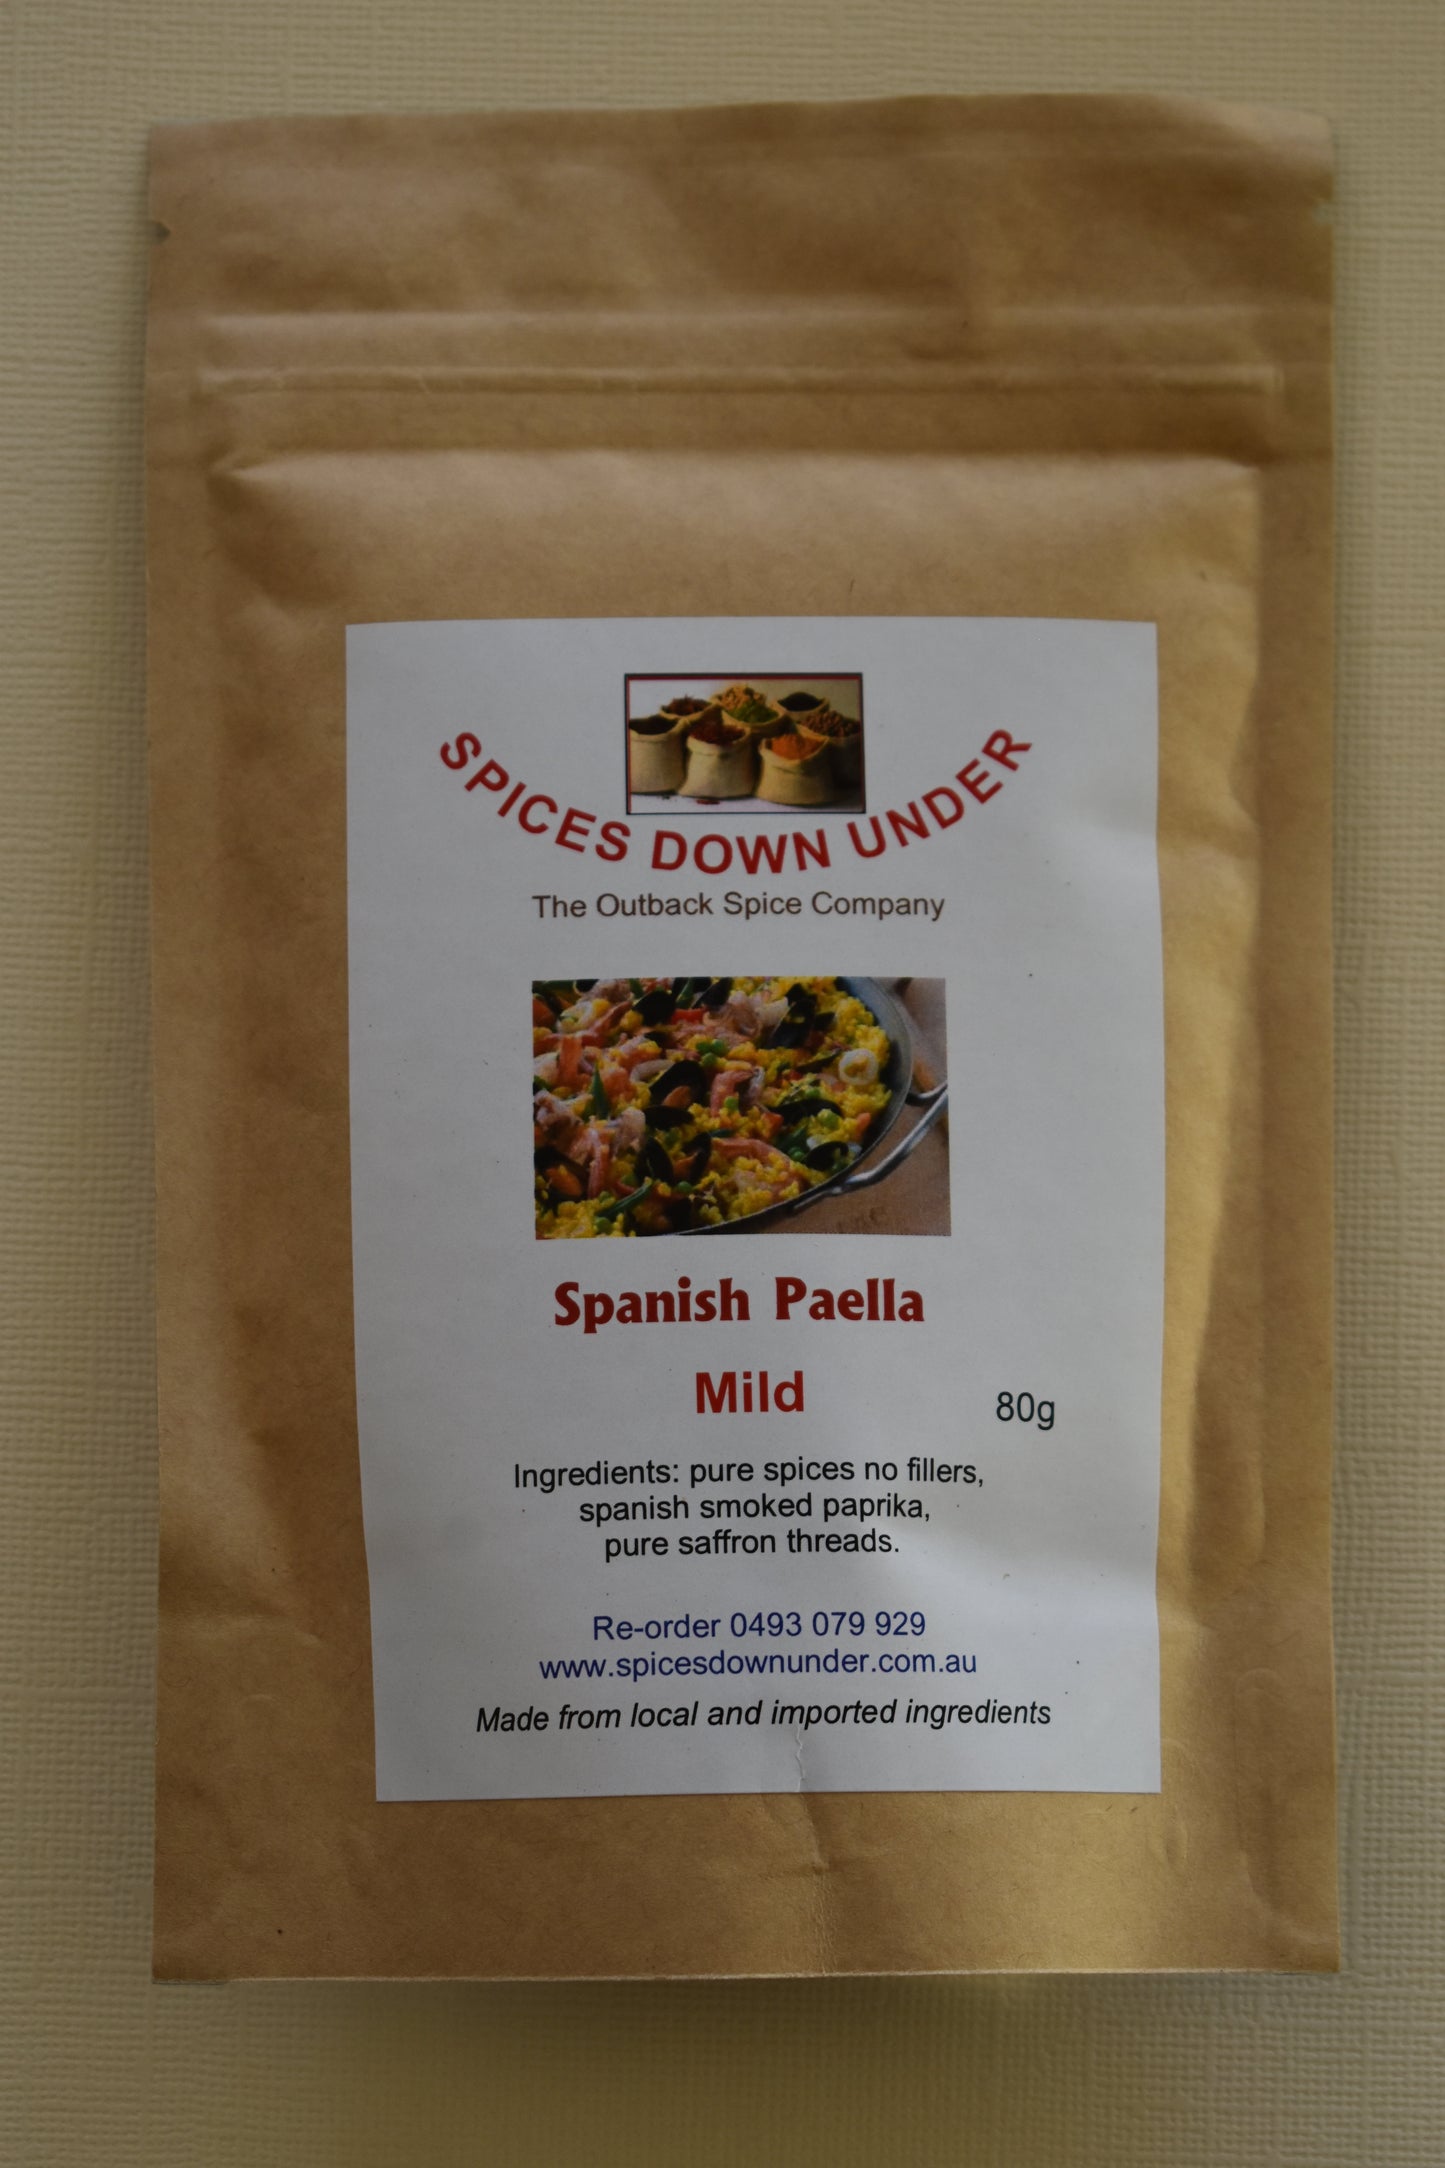 SPICES DOWN UNDER
The Outback Spice Company
Spanish Paella
Mild
80g
Ingredients: pure spices no fillers,
spanish smoked paprika,
pure saffron threads.
Re-order 0493 079 929
www.spicesdownunder.com.au
Made from local and imported ingredients